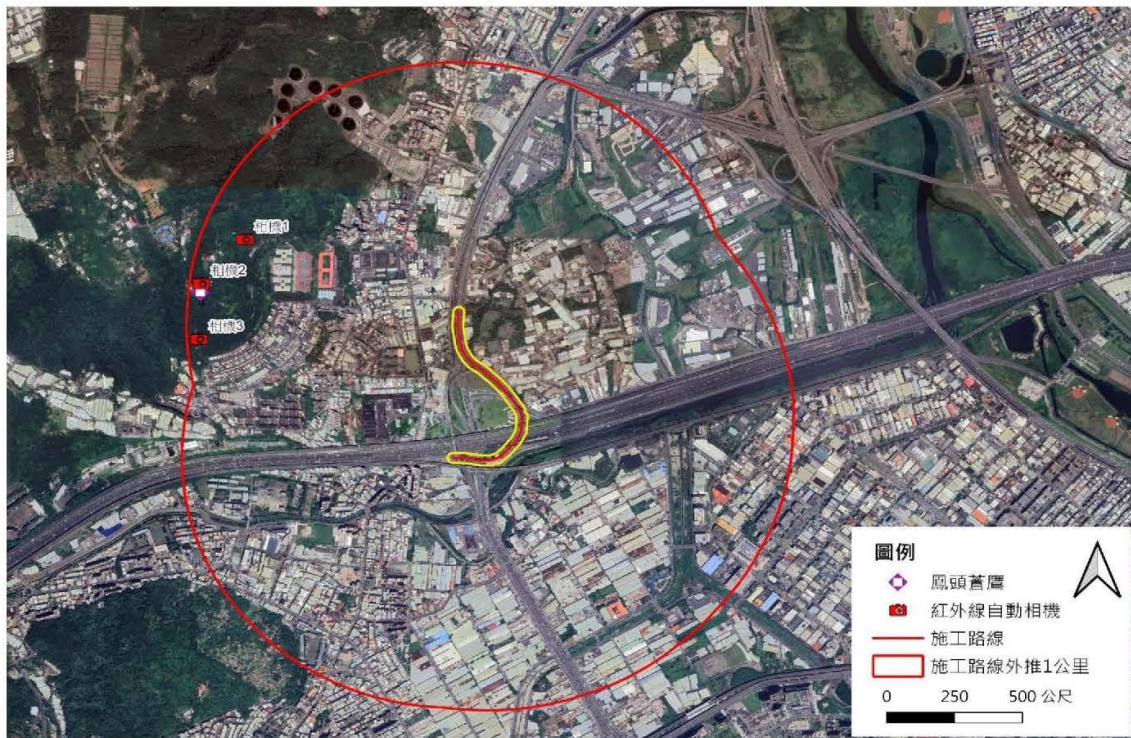 相機1
相機2
相機3
圖例
鳳頭蒼鷹
紅外線自動相機
施工路線
施工路線外推1公里
0 250 500 公尺